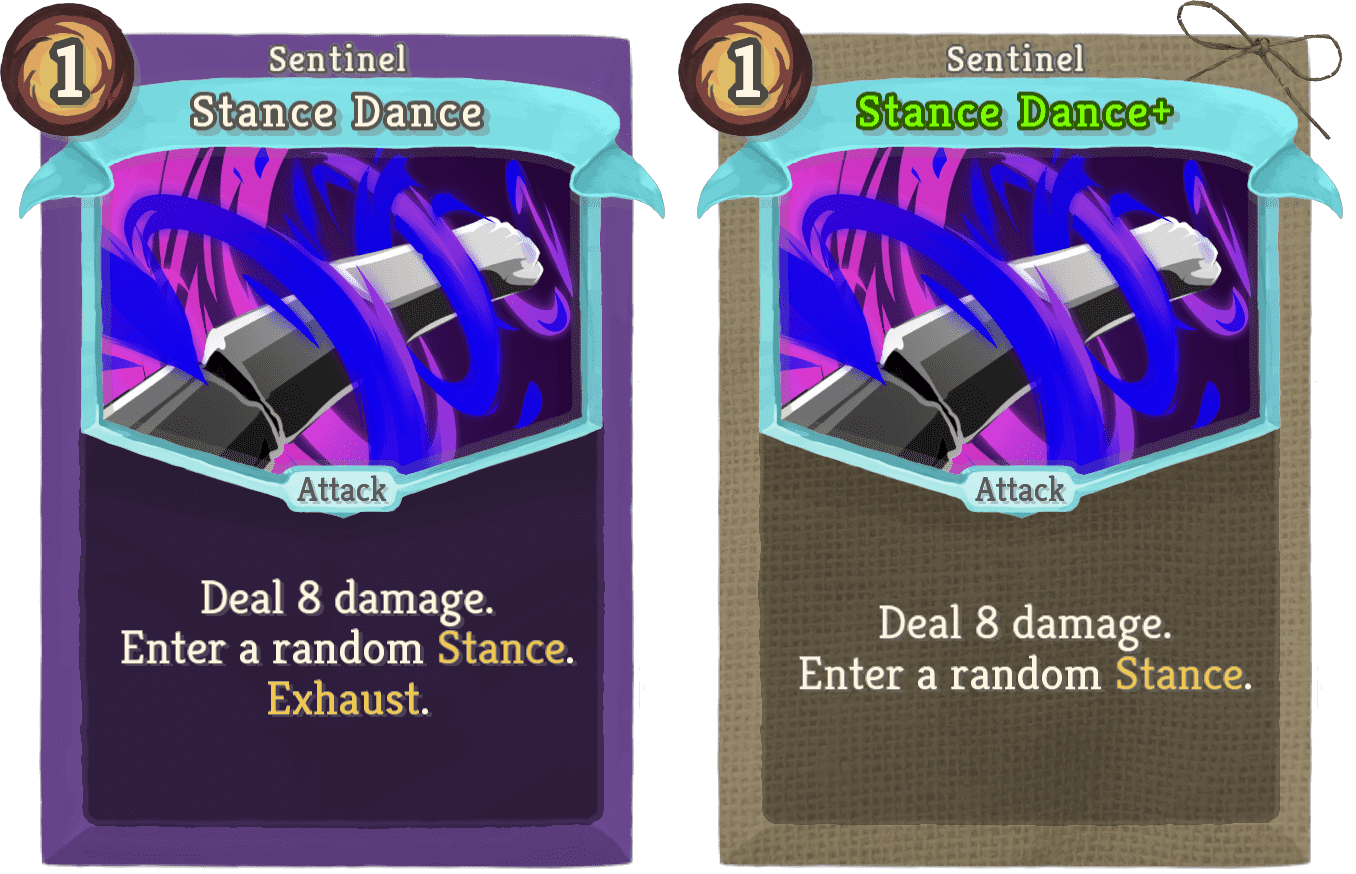 1
Sentinel
Stance Dance
Attack
Deal 8 damage.
Enter a random Stance.
Exhaust.
1
Sentinel
Stance Dance+
Attack
Deal 8 damage.
Enter a random Stance.